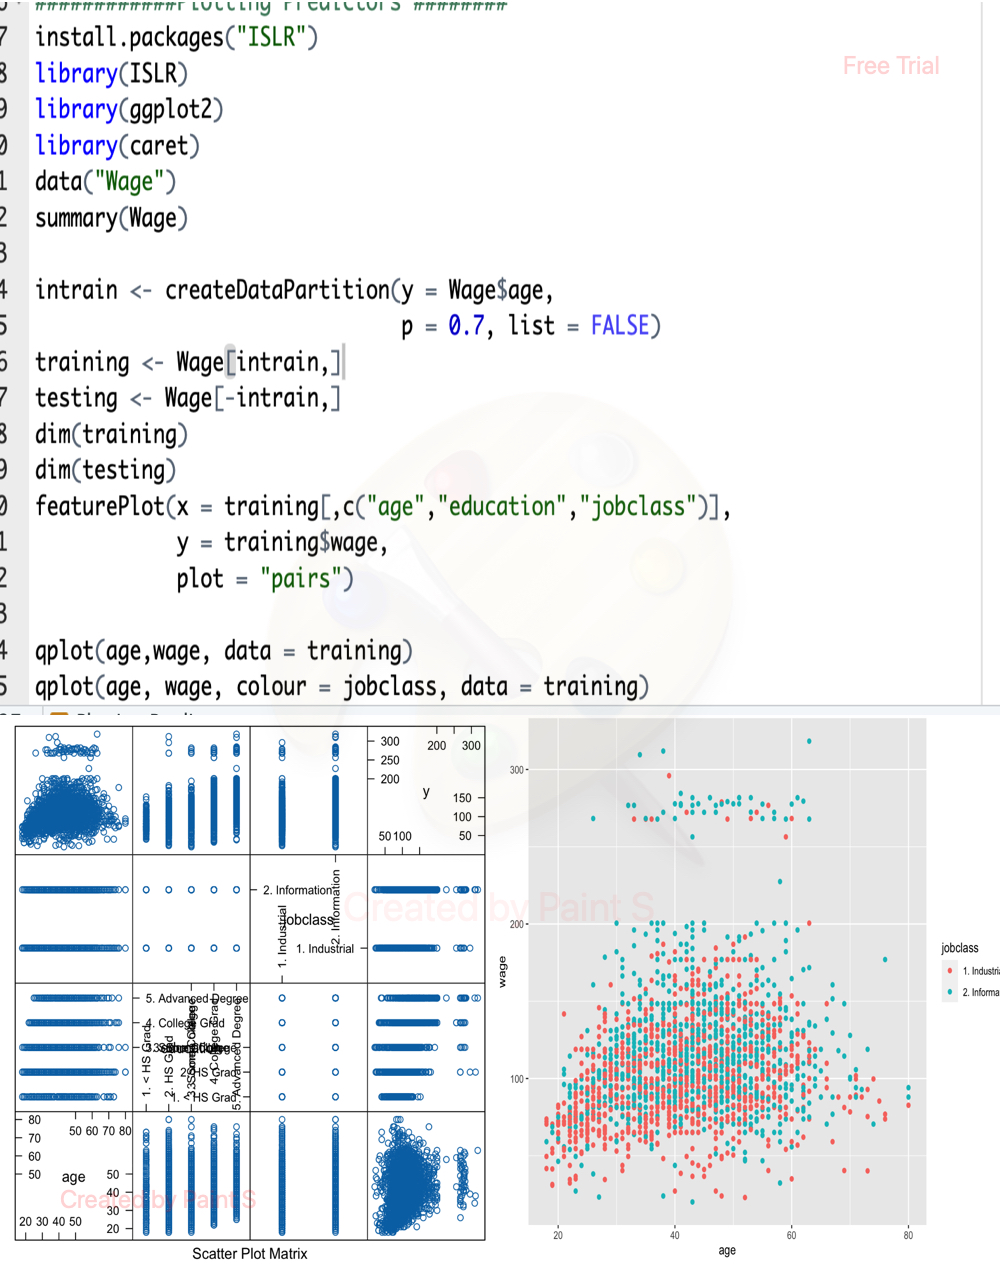 ############Plotting Predictors ########
7 install.packages("ISLR")
8 library(ISLR)
9 library(ggplot2)
0 library(caret)
1 data("Wage")
2 summary(Wage)
3
4 intrain <- createDataPartition(y = Wage$age,
5 p = 0.7, list = FALSE)
6 training <- Wage[intrain,]
7 testing <- Wage[-intrain,]
8 dim(training)
9 dim(testing)
0 featurePlot(x = training[,c("age","education","jobclass")],
1 y = training$wage,
2 plot = "pairs")
3
4 qplot(age,wage, data = training)
5 qplot(age, wage, colour = jobclass, data = training)
Free Trial
300 200 300
250
200
y
150
100
50 100 50
2. Information
jobclass
1. Industrial
1. Industrial
2. Information
5. Advanced Degree
4. College Grad
2. HS Grad
1. < HS Grad
1. < HS Grad
2. HS Grad
4. College Grad
5. Advanced Degree
80
70 50 60 70 80
60
50
age
50
40
30
20 30 40 50 20
Scatter Plot Matrix
Created by Paint S
Created by Paint S
300
200
100
wage
20 40 60 80
age
jobclass
1. Industria
2. Informa